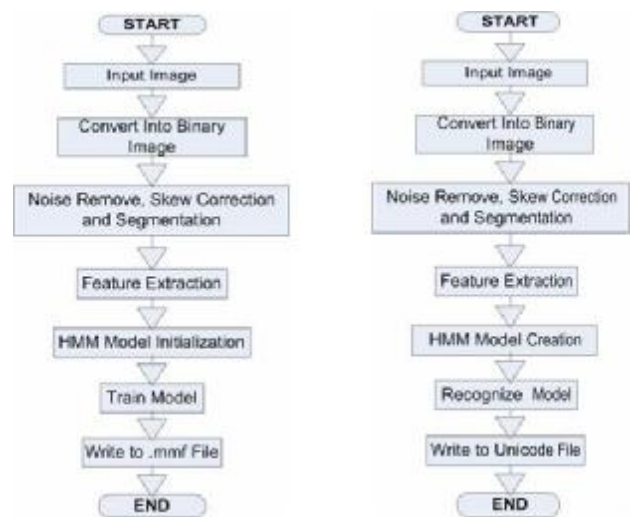 START
Input Image
Convert Into Binary
Image
Noise Remove, Skew Correction
and Segmentation
Feature Extraction
HMM Model Initialization
Train Model
Write to .mmf File
END
START
Input Image
Convert Into Binary
Image
Noise Remove, Skew Correction
and Segmentation
Feature Extraction
HMM Model Creation
Recognize Model
Write to Unicode File
END